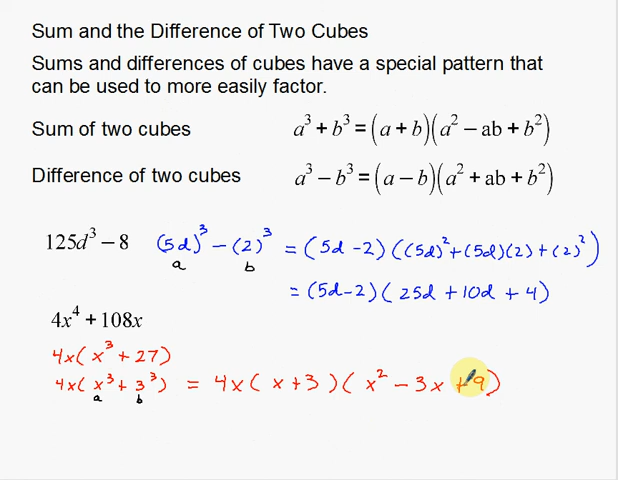 Sum and the Difference of Two Cubes
Sums and differences of cubes have a special pattern that
can be used to more easily factor.
Sum of two cubes a³ + b³ = (a + b)(a² − ab + b²)
Difference of two cubes a³ − b³ = (a − b)(a² + ab + b²)
125d³ − 8 (5d)³ − (2)³ = (5d − 2)((5d)² + (5d)(2) + (2)²)
a b
= (5d − 2)(25d + 10d + 4)
4x⁴ + 108x
4x(x³ + 27)
4x(x³ + 3³) = 4x(x + 3)(x² − 3x + 9)
a b